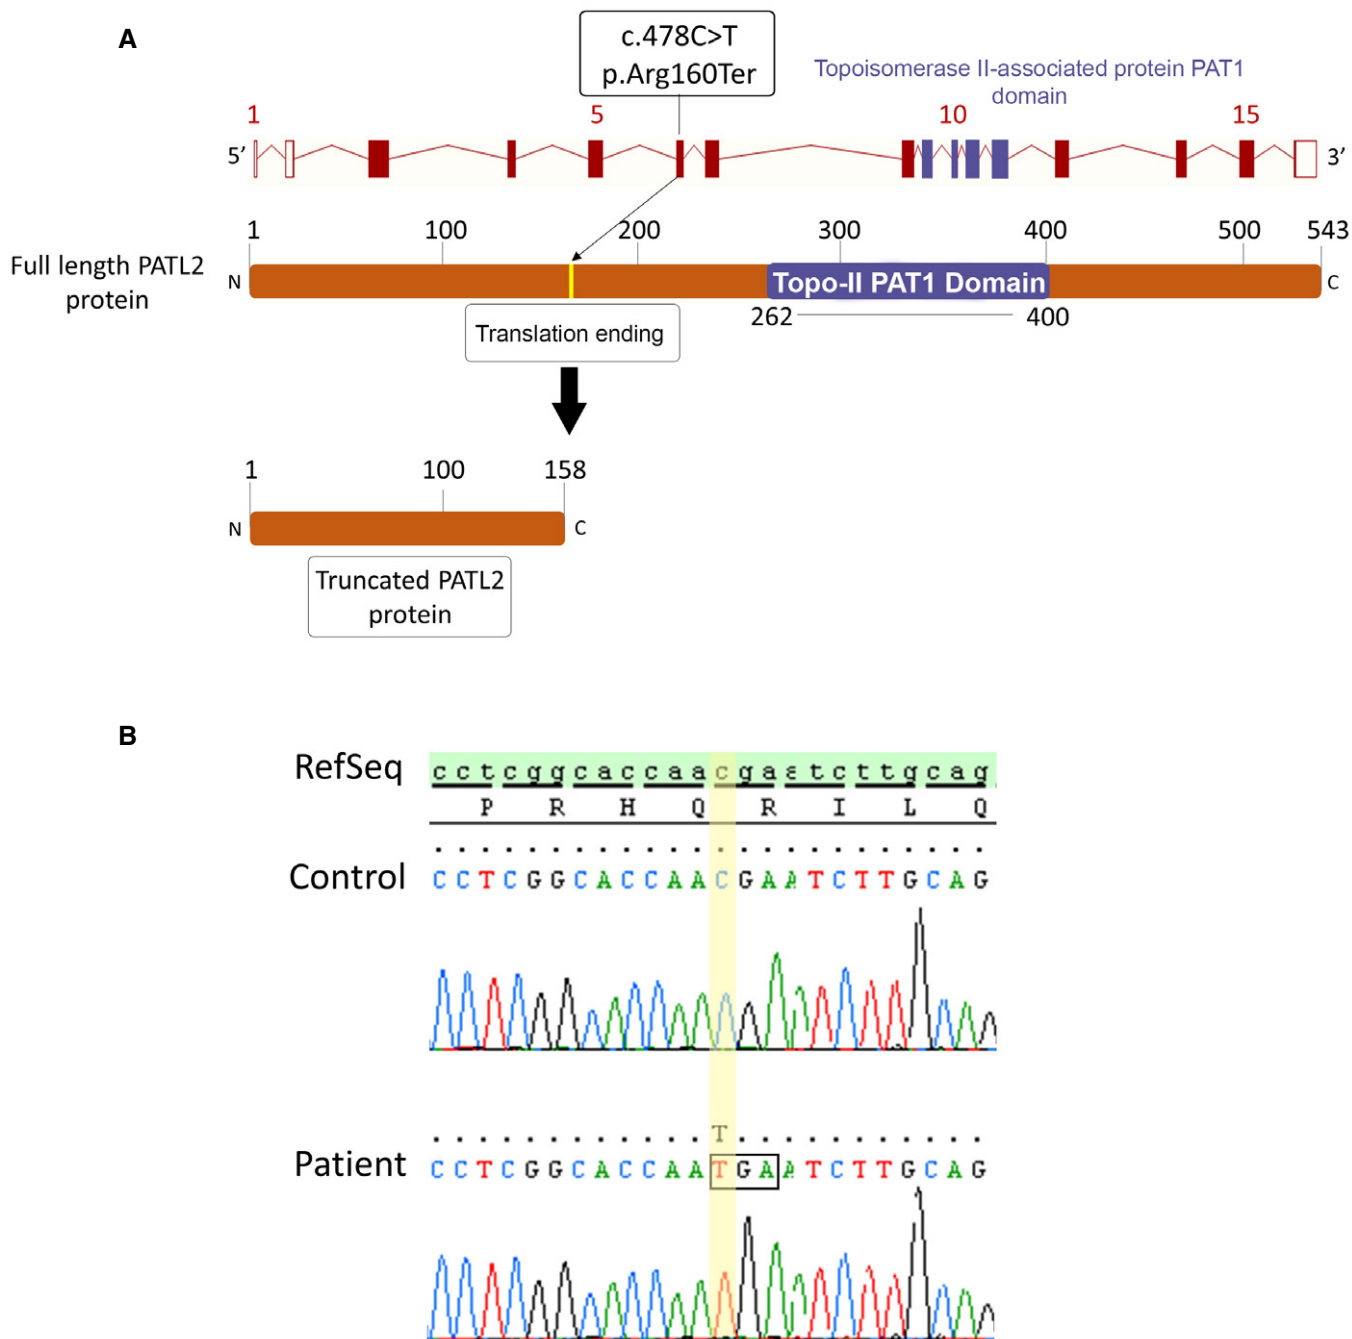 A
c.478C>T
p.Arg160Ter
Topoisomerase II-associated protein PAT1
domain
1 5 10 15
5’ 3’
1 100 200 300 400 500 543
Full length PATL2
protein
N Topo-II PAT1 Domain C
262 400
Translation ending
1 100 158
N C
Truncated PATL2
protein
B
RefSeq cctcggcaccaacgaatcttgcag
P R H Q R I L Q
Control CCTCGGCACCAACGAATCTTGCAG
T
Patient CCTCGGCACCAATGAATCTTGCAG